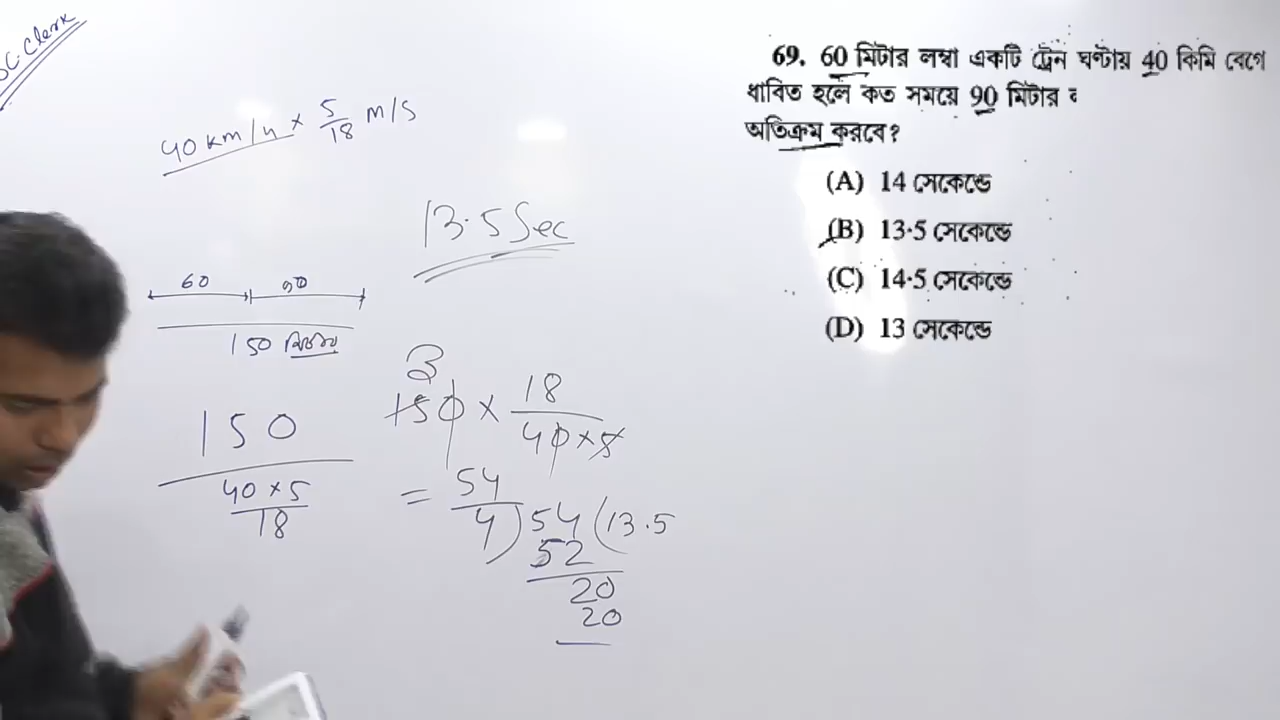 SC. Clerk
40 km/h × 5/18 m/s
13.5 Sec
60 90
150 মিটার
150
40 × 5
18
3
150 × 18
40 × 5
= 54
4) 54 (13.5
52
20
20
69. 60 মিটার লম্বা একটি ট্রেন ঘণ্টায় 40 কিমি বেগে
ধাবিত হলে কত সময়ে 90 মিটার
অতিক্রম করবে?
(A) 14 সেকেন্ডে
(B) 13·5 সেকেন্ডে
(C) 14·5 সেকেন্ডে
(D) 13 সেকেন্ডে